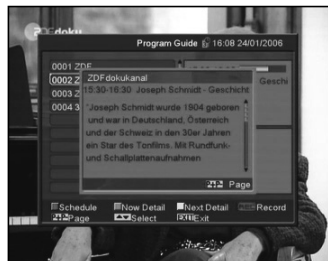 ZDFdoku
Program Guide 16:08 24/01/2006
0001 ZDF
0002 Z
0003 Z
0004 3
Geschi
ZDFdokukanal
15:30-16:30 Joseph Schmidt - Geschicht
"Joseph Schmidt wurde 1904 geboren
und war in Deutschland, Österreich
und der Schweiz in den 30er Jahren
ein Star des Tonfilms. Mit Rundfunk-
und Schallplattenaufnahmen
Page
Schedule Now Detail Next Detail Record
Page Select EXIT Exit